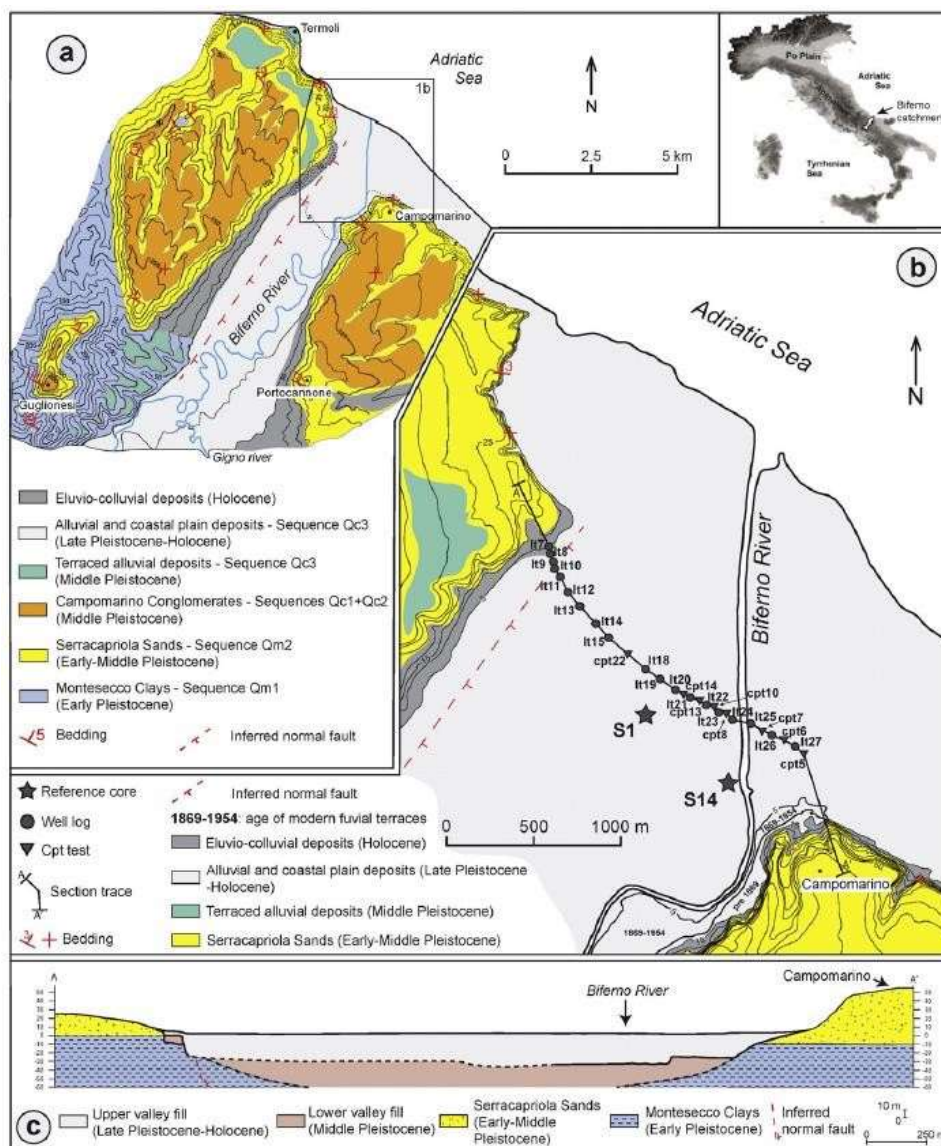 a
Termoli
Adriatic
Sea
1b
N
0 2.5 5 km
Campomarino
Biferno River
Guglionesi
Portocannone
Gigno river
Po Plain
Adriatic
Sea
Biferno
catchment
Tyrrhenian
Sea
Eluvio-colluvial deposits (Holocene)
Alluvial and coastal plain deposits - Sequence Qc3
(Late Pleistocene-Holocene)
Terraced alluvial deposits - Sequence Qc3
(Middle Pleistocene)
Campomarino Conglomerates - Sequences Qc1+Qc2
(Middle Pleistocene)
Serracapriola Sands - Sequence Qm2
(Early-Middle Pleistocene)
Montesecco Clays - Sequence Qm1
(Early Pleistocene)
5 Bedding
Inferred normal fault
b
Adriatic Sea
N
25
A
lt7
lt8
lt9
lt10
lt11
lt12
lt13
lt14
lt15
cpt22
lt18
lt19
lt20
cpt14
lt21
lt22
cpt10
cpt13
lt23
lt24
cpt8
lt25
cpt7
cpt6
lt26
lt27
cpt5
Biferno River
S1
S14
1869-1954
pre 1869
1869-1954
Campomarino
Reference core
Well log
Cpt test
A
Section trace
A'
Bedding
Inferred normal fault
1869-1954: age of modern fuvial terraces
0 500 1000 m
Eluvio-colluvial deposits (Holocene)
Alluvial and coastal plain deposits (Late Pleistocene
-Holocene)
Terraced alluvial deposits (Middle Pleistocene)
Serracapriola Sands (Early-Middle Pleistocene)
A
Biferno River
Campomarino
A'
c
Upper valley fill
(Late Pleistocene-Holocene)
Lower valley fill
(Middle Pleistocene)
Serracapriola Sands
(Early-Middle
Pleistocene)
Montesecco Clays
(Early Pleistocene)
Inferred
normal fault
10 m
0 250 m